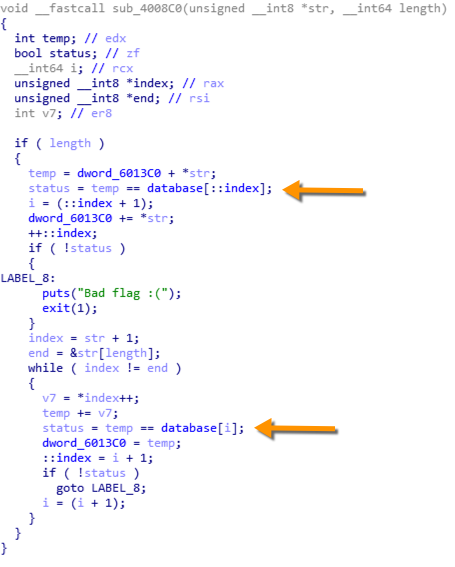 void __fastcall sub_4008C0(unsigned __int8 *str, __int64 length)
{
  int temp; // edx
  bool status; // zf
  __int64 i; // rcx
  unsigned __int8 *index; // rax
  unsigned __int8 *end; // rsi
  int v7; // er8

  if ( length )
  {
    temp = dword_6013C0 + *str;
    status = temp == database[::index];
    i = (::index + 1);
    dword_6013C0 += *str;
    ++::index;
    if ( !status )
    {
LABEL_8:
      puts("Bad flag :(");
      exit(1);
    }
    index = str + 1;
    end = &str[length];
    while ( index != end )
    {
      v7 = *index++;
      temp += v7;
      status = temp == database[i];
      dword_6013C0 = temp;
      ::index = i + 1;
      if ( !status )
        goto LABEL_8;
      i = (i + 1);
    }
  }
}